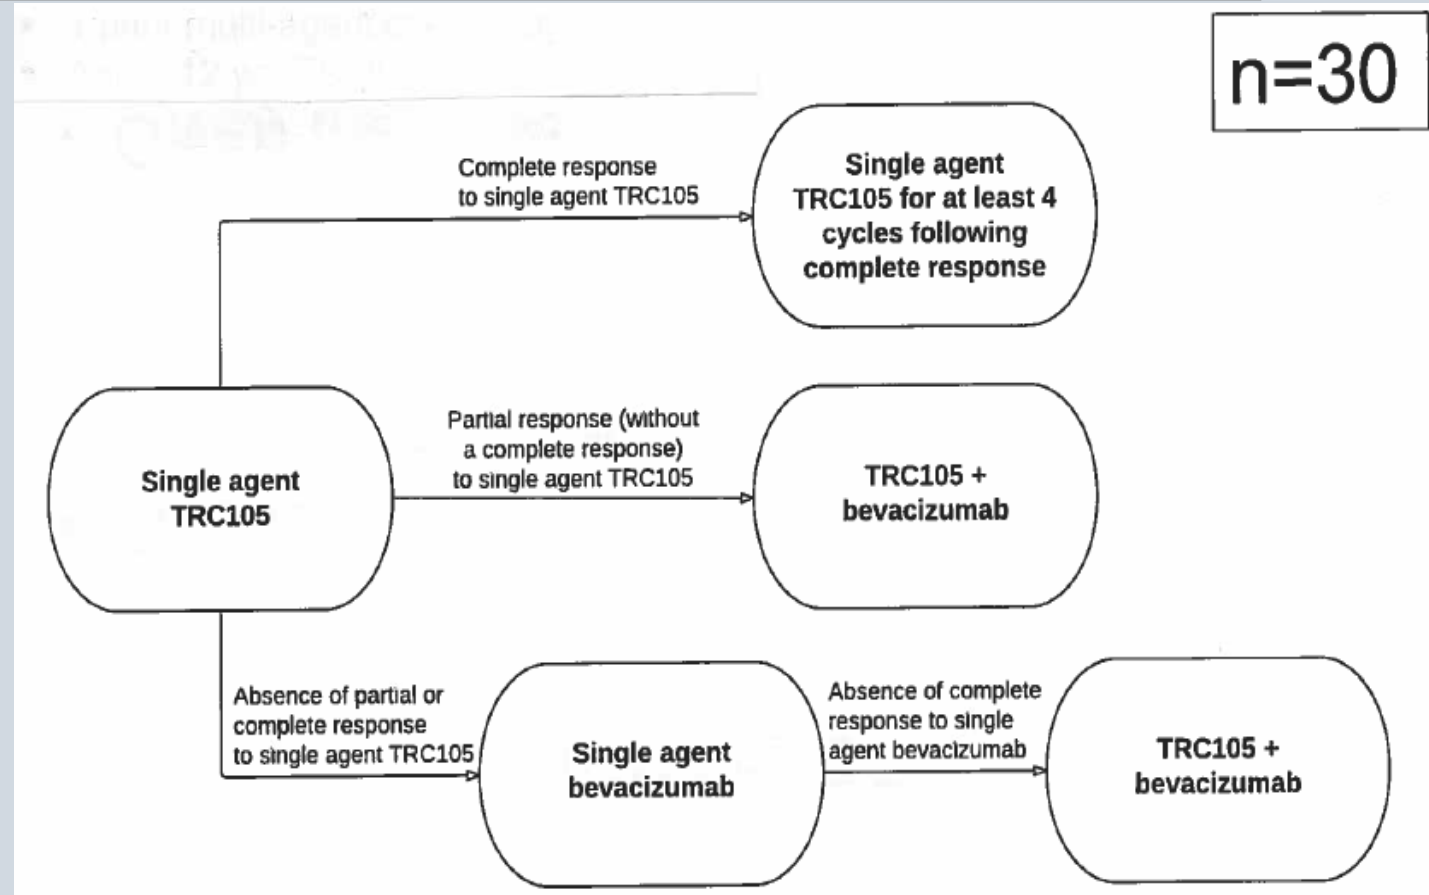 n=30
Complete response
to single agent TRC105
Single agent
TRC105 for at least 4
cycles following
complete response
Single agent
TRC105
Partial response (without
a complete response)
to single agent TRC105
TRC105 +
bevacizumab
Absence of partial or
complete response
to single agent TRC105
Single agent
bevacizumab
Absence of complete
response to single
agent bevacizumab
TRC105 +
bevacizumab